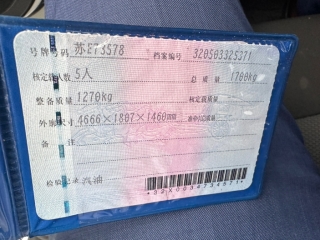 号牌号码 苏E73578 档案编号 320503325371
核定载人数 5人 总质量 1700kg
整备质量 1270kg 核定载质量
外廓尺寸 4666×1807×1460mm
备注
检验记录 汽油